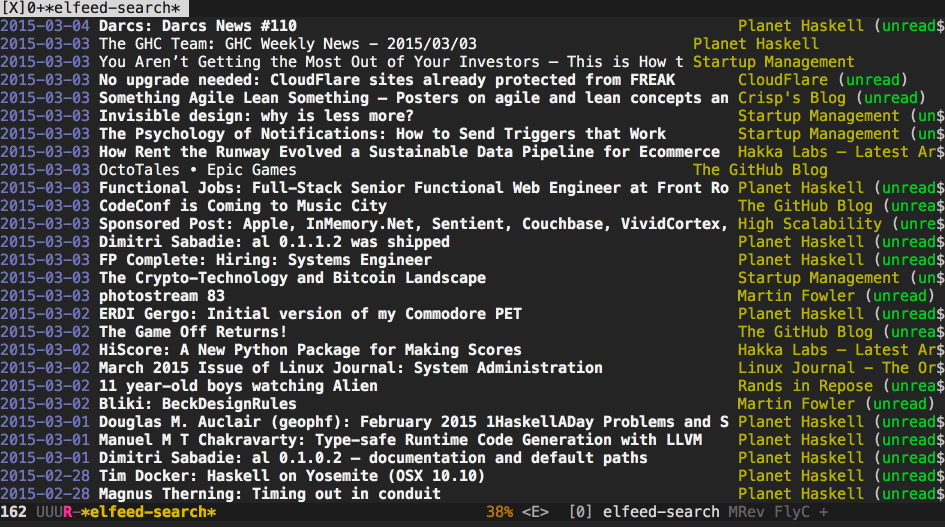 [X]0+*elfeed-search*
2015-03-04 Darcs: Darcs News #110 Planet Haskell (unread$
2015-03-03 The GHC Team: GHC Weekly News - 2015/03/03 Planet Haskell
2015-03-03 You Aren’t Getting the Most Out of Your Investors – This is How t Startup Management
2015-03-03 No upgrade needed: CloudFlare sites already protected from FREAK CloudFlare (unread)
2015-03-03 Something Agile Lean Something – Posters on agile and lean concepts an Crisp's Blog (unread)
2015-03-03 Invisible design: why is less more? Startup Management (un$
2015-03-03 The Psychology of Notifications: How to Send Triggers that Work Startup Management (un$
2015-03-03 How Rent the Runway Evolved a Sustainable Data Pipeline for Ecommerce Hakka Labs – Latest Ar$
2015-03-03 OctoTales • Epic Games The GitHub Blog
2015-03-03 Functional Jobs: Full-Stack Senior Functional Web Engineer at Front Ro Planet Haskell (unread$
2015-03-03 CodeConf is Coming to Music City The GitHub Blog (unrea$
2015-03-03 Sponsored Post: Apple, InMemory.Net, Sentient, Couchbase, VividCortex, High Scalability (unre$
2015-03-03 Dimitri Sabadie: al 0.1.1.2 was shipped Planet Haskell (unread$
2015-03-03 FP Complete: Hiring: Systems Engineer Planet Haskell (unread$
2015-03-03 The Crypto-Technology and Bitcoin Landscape Startup Management (un$
2015-03-03 photostream 83 Martin Fowler (unread)
2015-03-02 ERDI Gergo: Initial version of my Commodore PET Planet Haskell (unread$
2015-03-02 The Game Off Returns! The GitHub Blog (unrea$
2015-03-02 HiScore: A New Python Package for Making Scores Hakka Labs – Latest Ar$
2015-03-02 March 2015 Issue of Linux Journal: System Administration Linux Journal - The Or$
2015-03-02 11 year-old boys watching Alien Rands in Repose (unrea$
2015-03-02 Bliki: BeckDesignRules Martin Fowler (unread)
2015-03-01 Douglas M. Auclair (geophf): February 2015 1HaskellADay Problems and S Planet Haskell (unread$
2015-03-01 Manuel M T Chakravarty: Type-safe Runtime Code Generation with LLVM Planet Haskell (unread$
2015-03-01 Dimitri Sabadie: al 0.1.0.2 – documentation and default paths Planet Haskell (unread$
2015-02-28 Tim Docker: Haskell on Yosemite (OSX 10.10) Planet Haskell (unread$
2015-02-28 Magnus Therning: Timing out in conduit Planet Haskell (unread$
162 UUUR-*elfeed-search* 38% <E> [0] elfeed-search MRev FlyC +